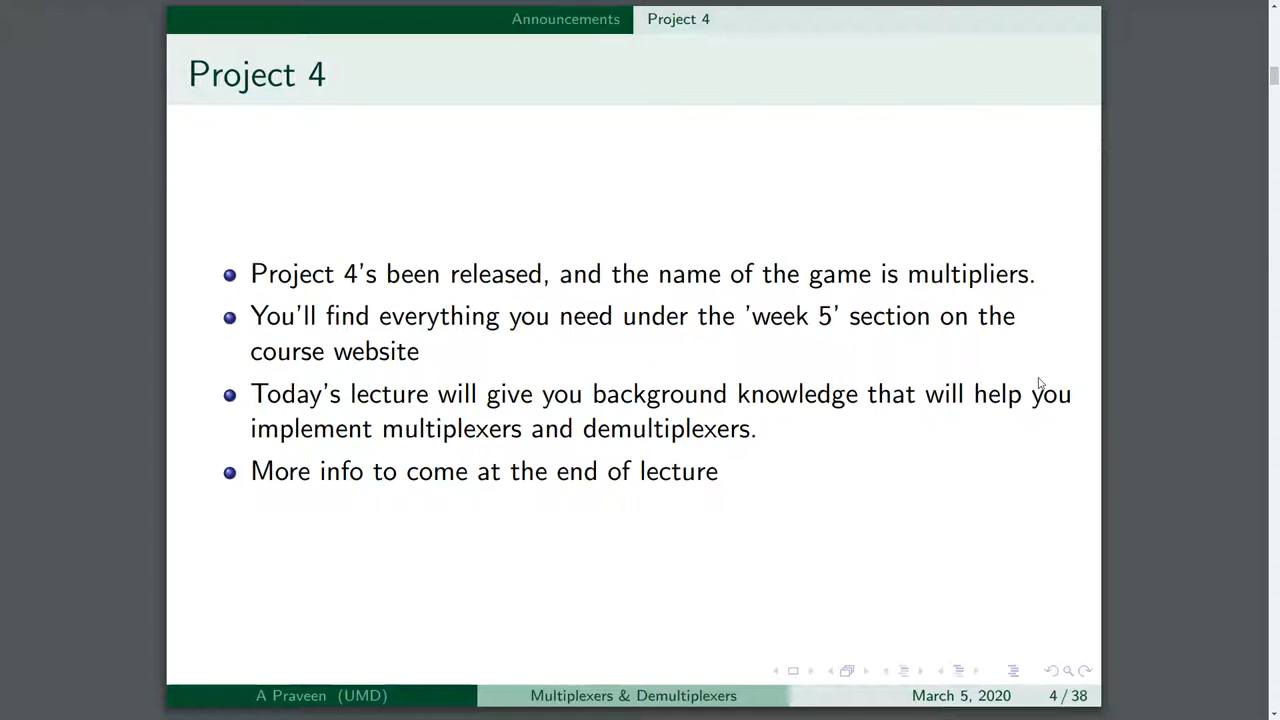 Announcements Project 4
Project 4
Project 4's been released, and the name of the game is multipliers.
You'll find everything you need under the 'week 5' section on the
course website
Today's lecture will give you background knowledge that will help you
implement multiplexers and demultiplexers.
More info to come at the end of lecture
A Praveen (UMD) Multiplexers & Demultiplexers March 5, 2020 4 / 38